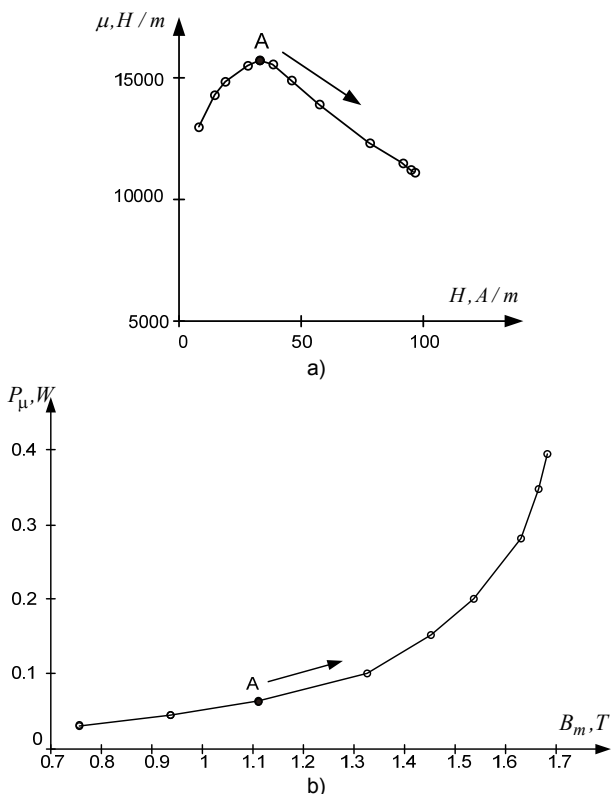 μ, H / m
A
15000
10000
5000
H, A / m
0 50 100
a)
P_μ, W
0.4
0.3
0.2
A
0.1
B_m, T
0
0.7 0.8 0.9 1 1.1 1.2 1.3 1.4 1.5 1.6 1.7
b)